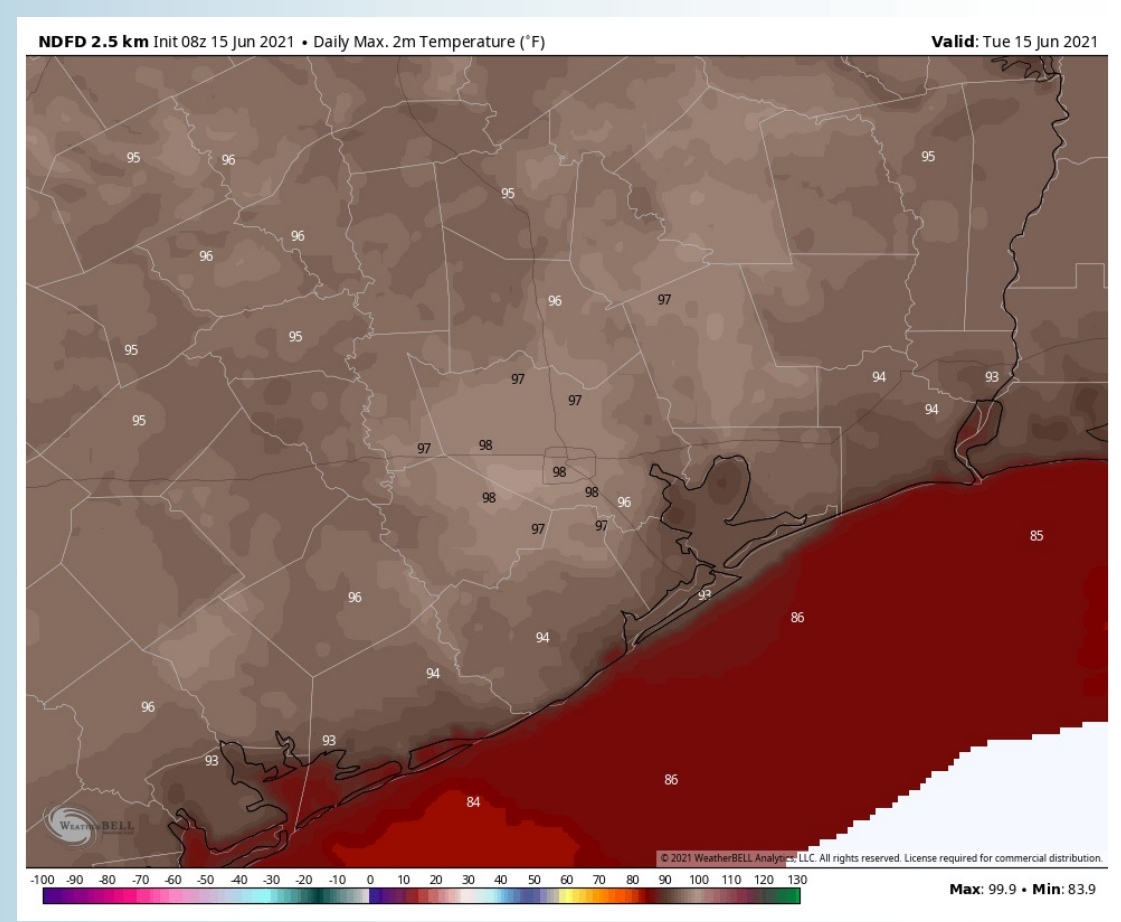 NDFD 2.5 km Init 08z 15 Jun 2021 • Daily Max. 2m Temperature (˚F) Valid: Tue 15 Jun 2021
95 96 95
95
96
96
96 97
95
95
97 94 93
97
94
95
97 98
98
98 98 96
97 97
85
96 93
86
94
94
96
93
93
86
84
WEATHERBELL
© 2021 WeatherBELL Analytics, LLC. All rights reserved. License required for commercial distribution.
-100 -90 -80 -70 -60 -50 -40 -30 -20 -10 0 10 20 30 40 50 60 70 80 90 100 110 120 130
Max: 99.9 • Min: 83.9